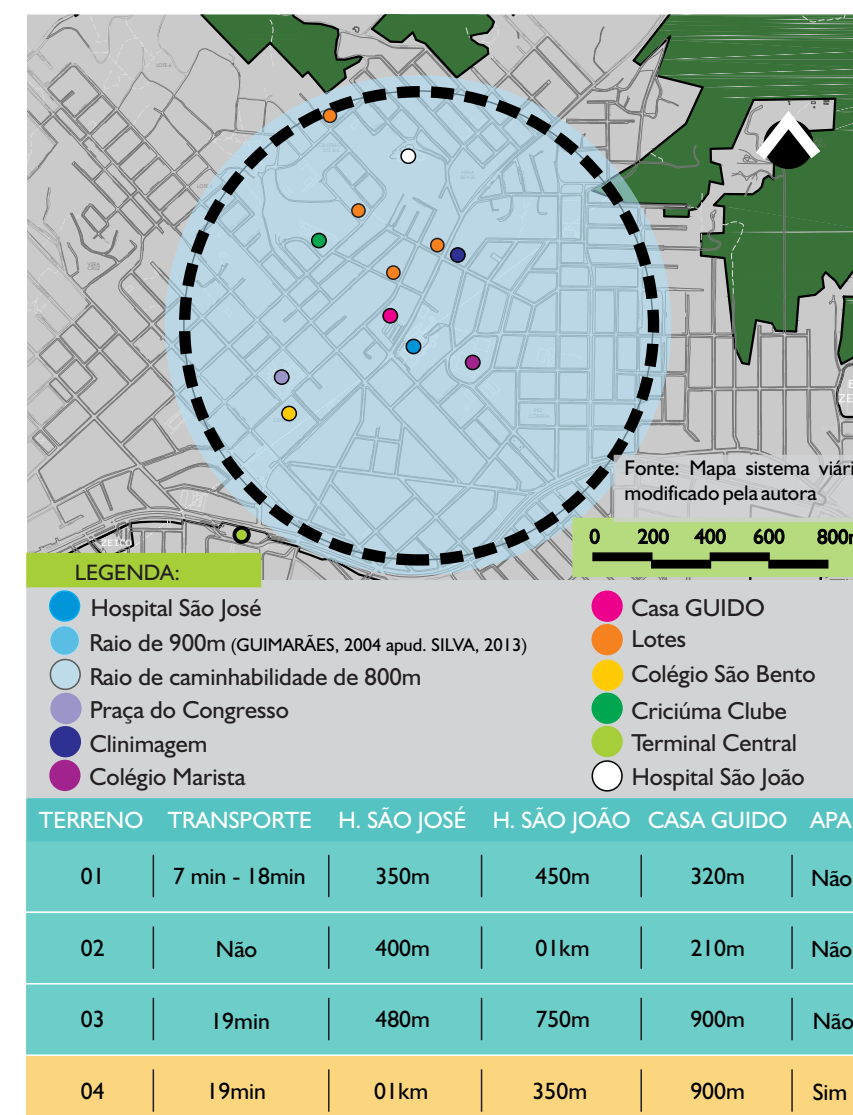 Fonte: Mapa sistema viári
modificado pela autora
0 200 400 600 800m
LEGENDA:
Hospital São José
Raio de 900m (GUIMARÃES, 2004 apud. SILVA, 2013)
Raio de caminhabilidade de 800m
Praça do Congresso
Clinimagem
Colégio Marista
Casa GUIDO
Lotes
Colégio São Bento
Criciúma Clube
Terminal Central
Hospital São João
TERRENO TRANSPORTE H. SÃO JOSÉ H. SÃO JOÃO CASA GUIDO APA
01 7 min - 18min 350m 450m 320m Não
02 Não 400m 01km 210m Não
03 19min 480m 750m 900m Não
04 19min 01km 350m 900m Sim